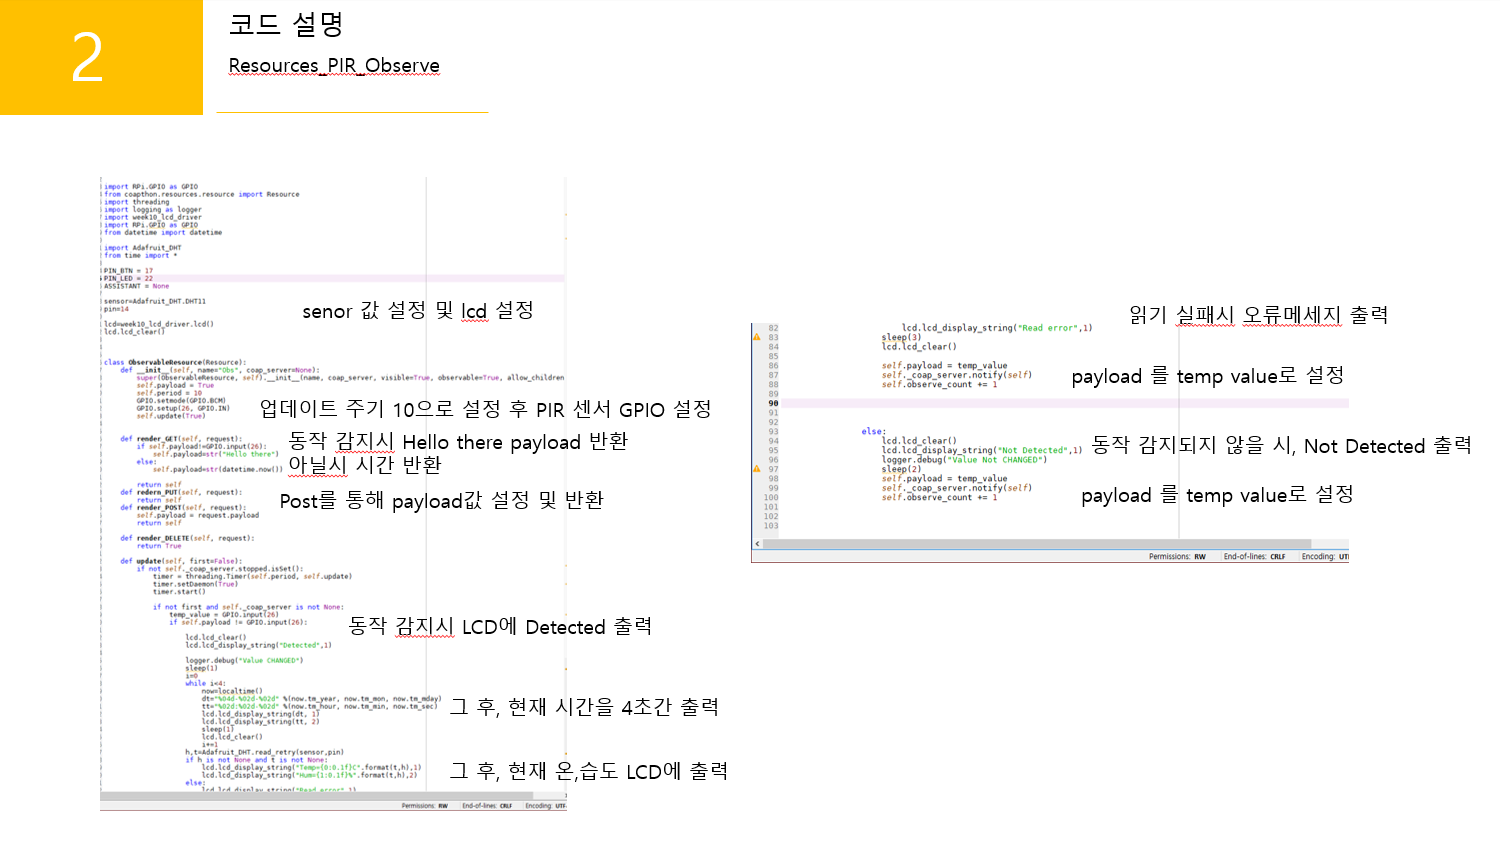 2
코드 설명
Resources_PIR_Observe
import RPi.GPIO as GPIO
from coapthon.resources.resource import Resource
import threading
import logging as logger
import week10_lcd_driver
import RPi.GPIO as GPIO
from datetime import datetime
import Adafruit_DHT
from time import *
PIN_BTN = 17
PIN_LED = 22
ASSISTANT = None
sensor=Adafruit_DHT.DHT11
pin=14
senor 값 설정 및 lcd 설정
lcd=week10_lcd_driver.lcd()
lcd.lcd_clear()
class ObservableResource(Resource):
def __init__(self, name="Obs", coap_server=None):
super(ObservableResource, self).__init__(name, coap_server, visible=True, observable=True, allow_children
self.payload = True
self.period = 10
GPIO.setmode(GPIO.BCM)
GPIO.setup(26, GPIO.IN)
self.update(True)
업데이트 주기 10으로 설정 후 PIR 센서 GPIO 설정
def render_GET(self, request):
if self.payload!=GPIO.input(26):
self.payload=str("Hello there")
else:
self.payload=str(datetime.now())
동작 감지시 Hello there payload 반환
아닐시 시간 반환
return self
def redern_PUT(self, request):
return self
def render_POST(self, request):
self.payload = request.payload
return self
Post를 통해 payload값 설정 및 반환
def render_DELETE(self, request):
return True
def update(self, first=False):
if not self._coap_server.stopped.isSet():
timer = threading.Timer(self.period, self.update)
timer.setDaemon(True)
timer.start()
if not first and self._coap_server is not None:
temp_value = GPIO.input(26)
if self.payload != GPIO.input(26):
동작 감지시 LCD에 Detected 출력
lcd.lcd_clear()
lcd.lcd_display_string("Detected",1)
logger.debug("Value CHANGED")
sleep(1)
i=0
while i<4:
now=localtime()
dt="%04d-%02d-%02d" %(now.tm_year, now.tm_mon, now.tm_mday)
tt="%02d:%02d-%02d" %(now.tm_hour, now.tm_min, now.tm_sec)
lcd.lcd_display_string(dt, 1)
lcd.lcd_display_string(tt, 2)
sleep(1)
lcd.lcd_clear()
i+=1
그 후, 현재 시간을 4초간 출력
h,t=Adafruit_DHT.read_retry(sensor,pin)
if h is not None and t is not None:
lcd.lcd_display_string("Temp={0:0.1f}C".format(t,h),1)
lcd.lcd_display_string("Hum={1:0.1f}%".format(t,h),2)
else:
lcd.lcd_display_string("Read error",1)
그 후, 현재 온,습도 LCD에 출력
Permissions: RW End-of-lines: CRLF Encoding: UTF
읽기 실패시 오류메세지 출력
82 lcd.lcd_display_string("Read error",1)
83 sleep(3)
84 lcd.lcd_clear()
85
86 self.payload = temp_value
87 self._coap_server.notify(self)
88 self.observe_count += 1
payload 를 temp value로 설정
89
90
91
92
93 else:
94 lcd.lcd_clear()
95 lcd.lcd_display_string("Not Detected",1)
96 logger.debug("Value Not CHANGED")
97 sleep(2)
98 self.payload = temp_value
99 self._coap_server.notify(self)
100 self.observe_count += 1
101
102
103
동작 감지되지 않을 시, Not Detected 출력
payload 를 temp value로 설정
Permissions: RW End-of-lines: CRLF Encoding: UTI